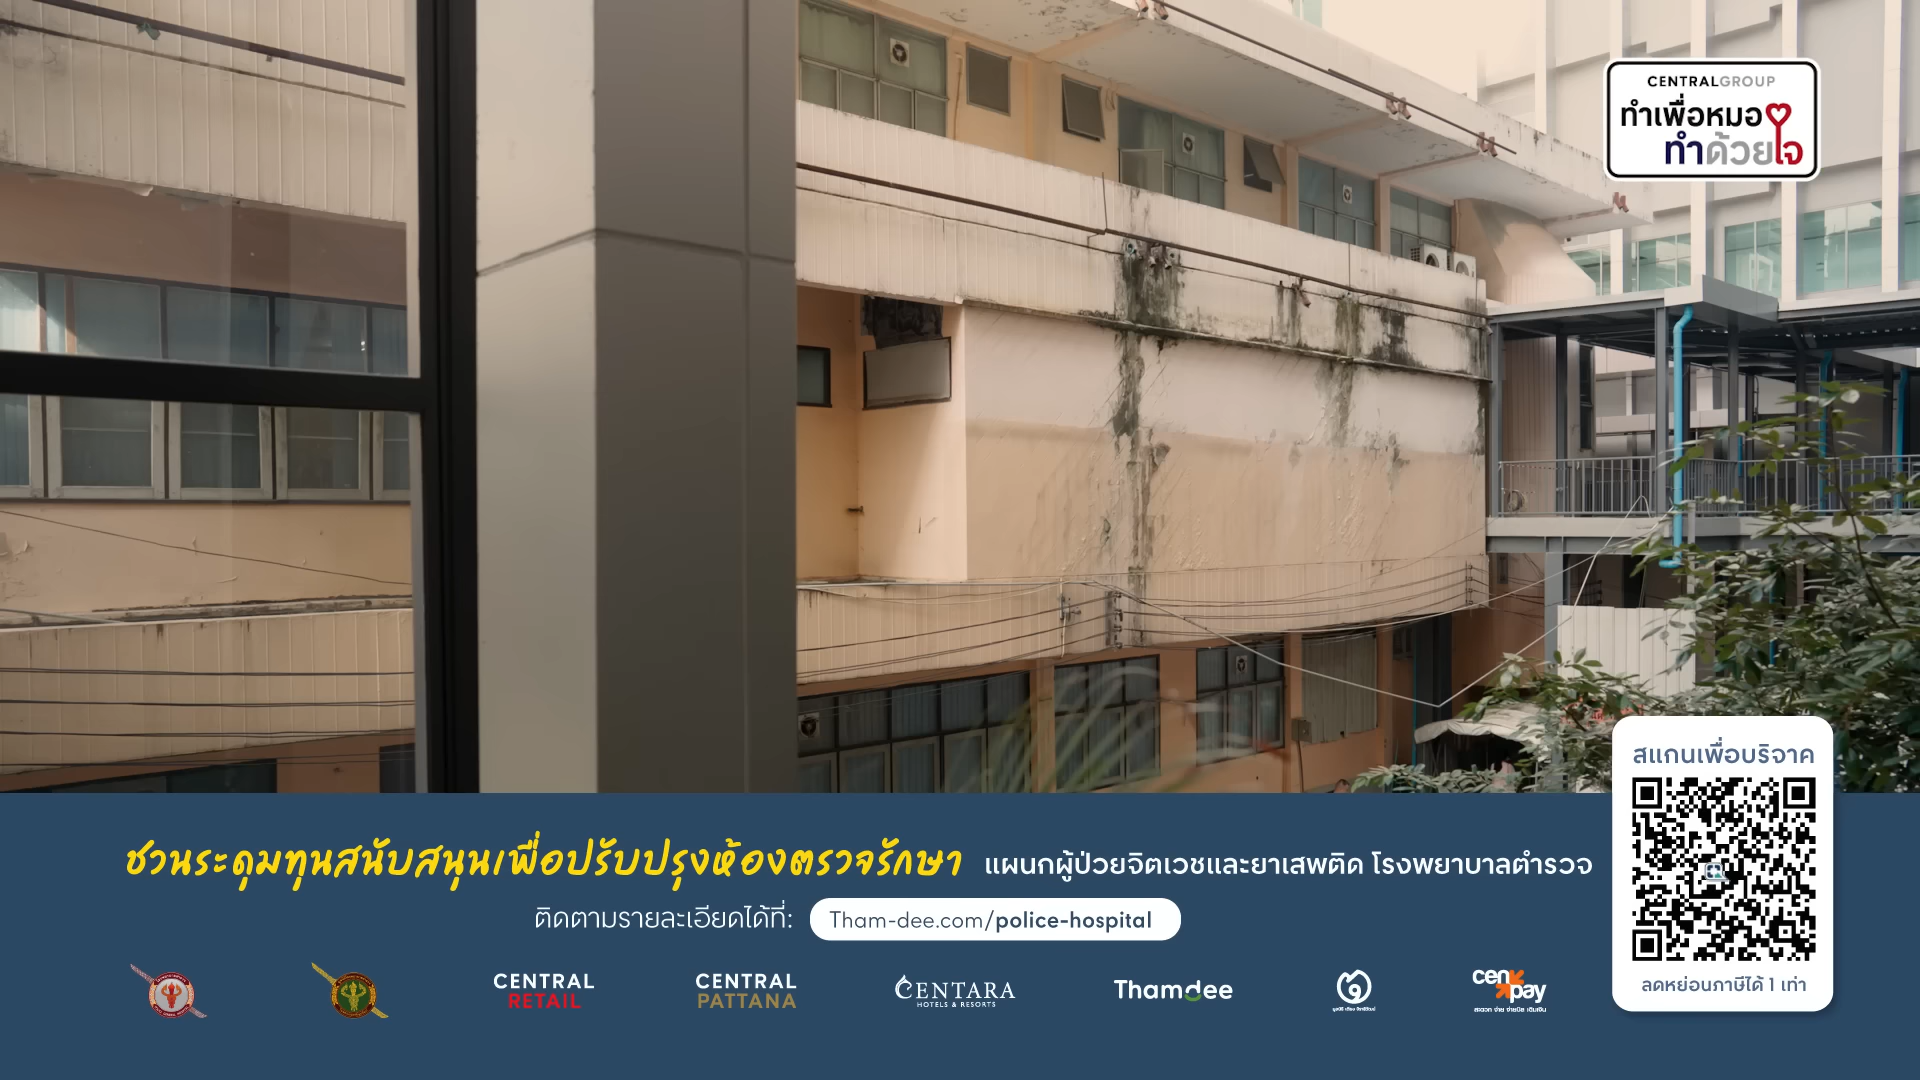 CENTRALGROUP
ทำเพื่อหมอ
ทำด้วยใจ
สแกนเพื่อบริจาค
ชวนระดมทุนสนับสนุนเพื่อปรับปรุงห้องตรวจรักษา แผนกผู้ป่วยจิตเวชและยาเสพติด โรงพยาบาลตำรวจ
ติดตามรายละเอียดได้ที่: Tham-dee.com/police-hospital
ลดหย่อนภาษีได้ 1 เท่า
CENTRAL RETAIL
CENTRAL PATTANA
CENTARA
HOTELS & RESORTS
Thamdee
cenpay